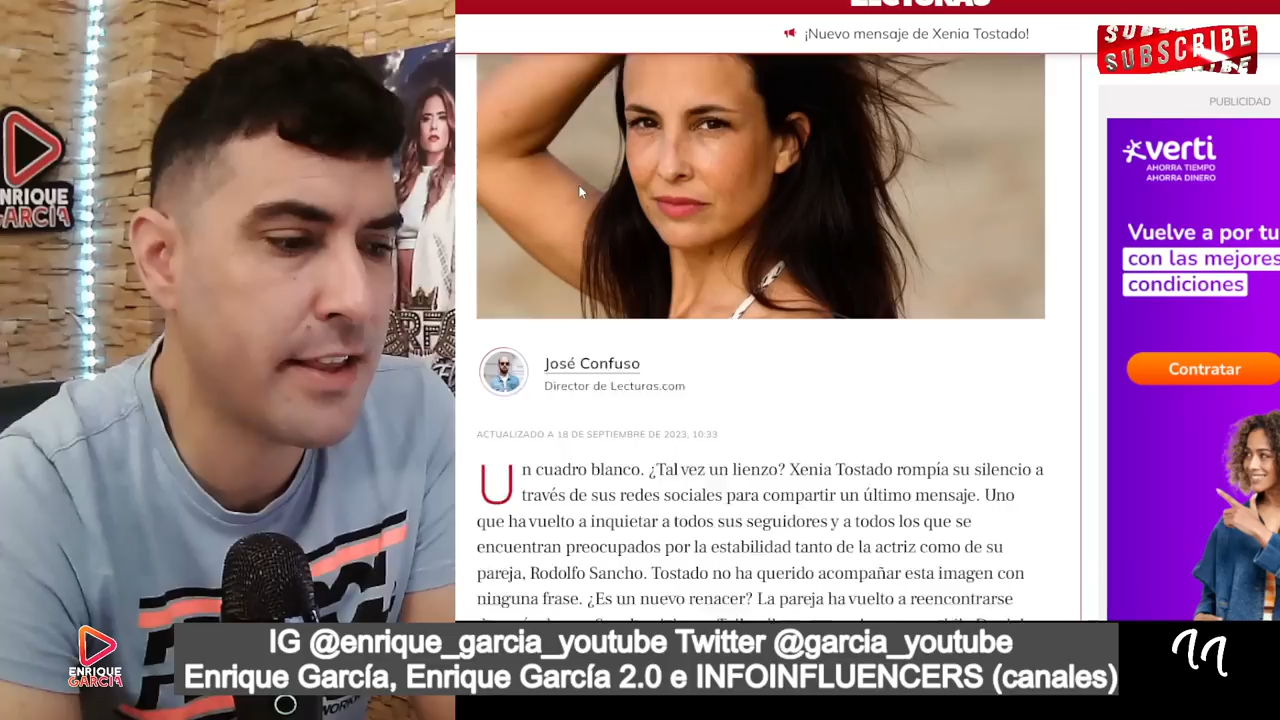 LECTURAS
¡Nuevo mensaje de Xenia Tostado!
SUBSCRIBE
PUBLICIDAD
verti
AHORRA TIEMPO
AHORRA DINERO
Vuelve a por tu
con las mejores
condiciones
Contratar
ENRIQUE
GARCÍA
José Confuso
Director de Lecturas.com
ACTUALIZADO A 18 DE SEPTIEMBRE DE 2023, 10:33
Un cuadro blanco. ¿Tal vez un lienzo? Xenia Tostado rompía su silencio a
través de sus redes sociales para compartir un último mensaje. Uno
que ha vuelto a inquietar a todos sus seguidores y a todos los que se
encuentran preocupados por la estabilidad tanto de la actriz como de su
pareja, Rodolfo Sancho. Tostado no ha querido acompañar esta imagen con
ninguna frase. ¿Es un nuevo renacer? La pareja ha vuelto a reencontrarse
IG @enrique_garcia_youtube Twitter @garcia_youtube
Enrique García, Enrique García 2.0 e INFOINFLUENCERS (canales)
ENRIQUE
GARCÍA